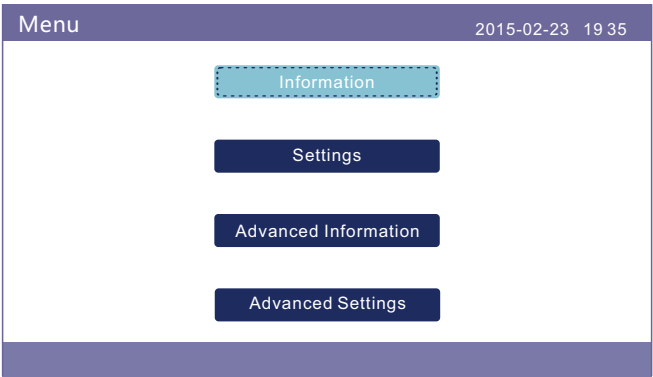 Menu
2015-02-23 19 35
Information
Settings
Advanced Information
Advanced Settings